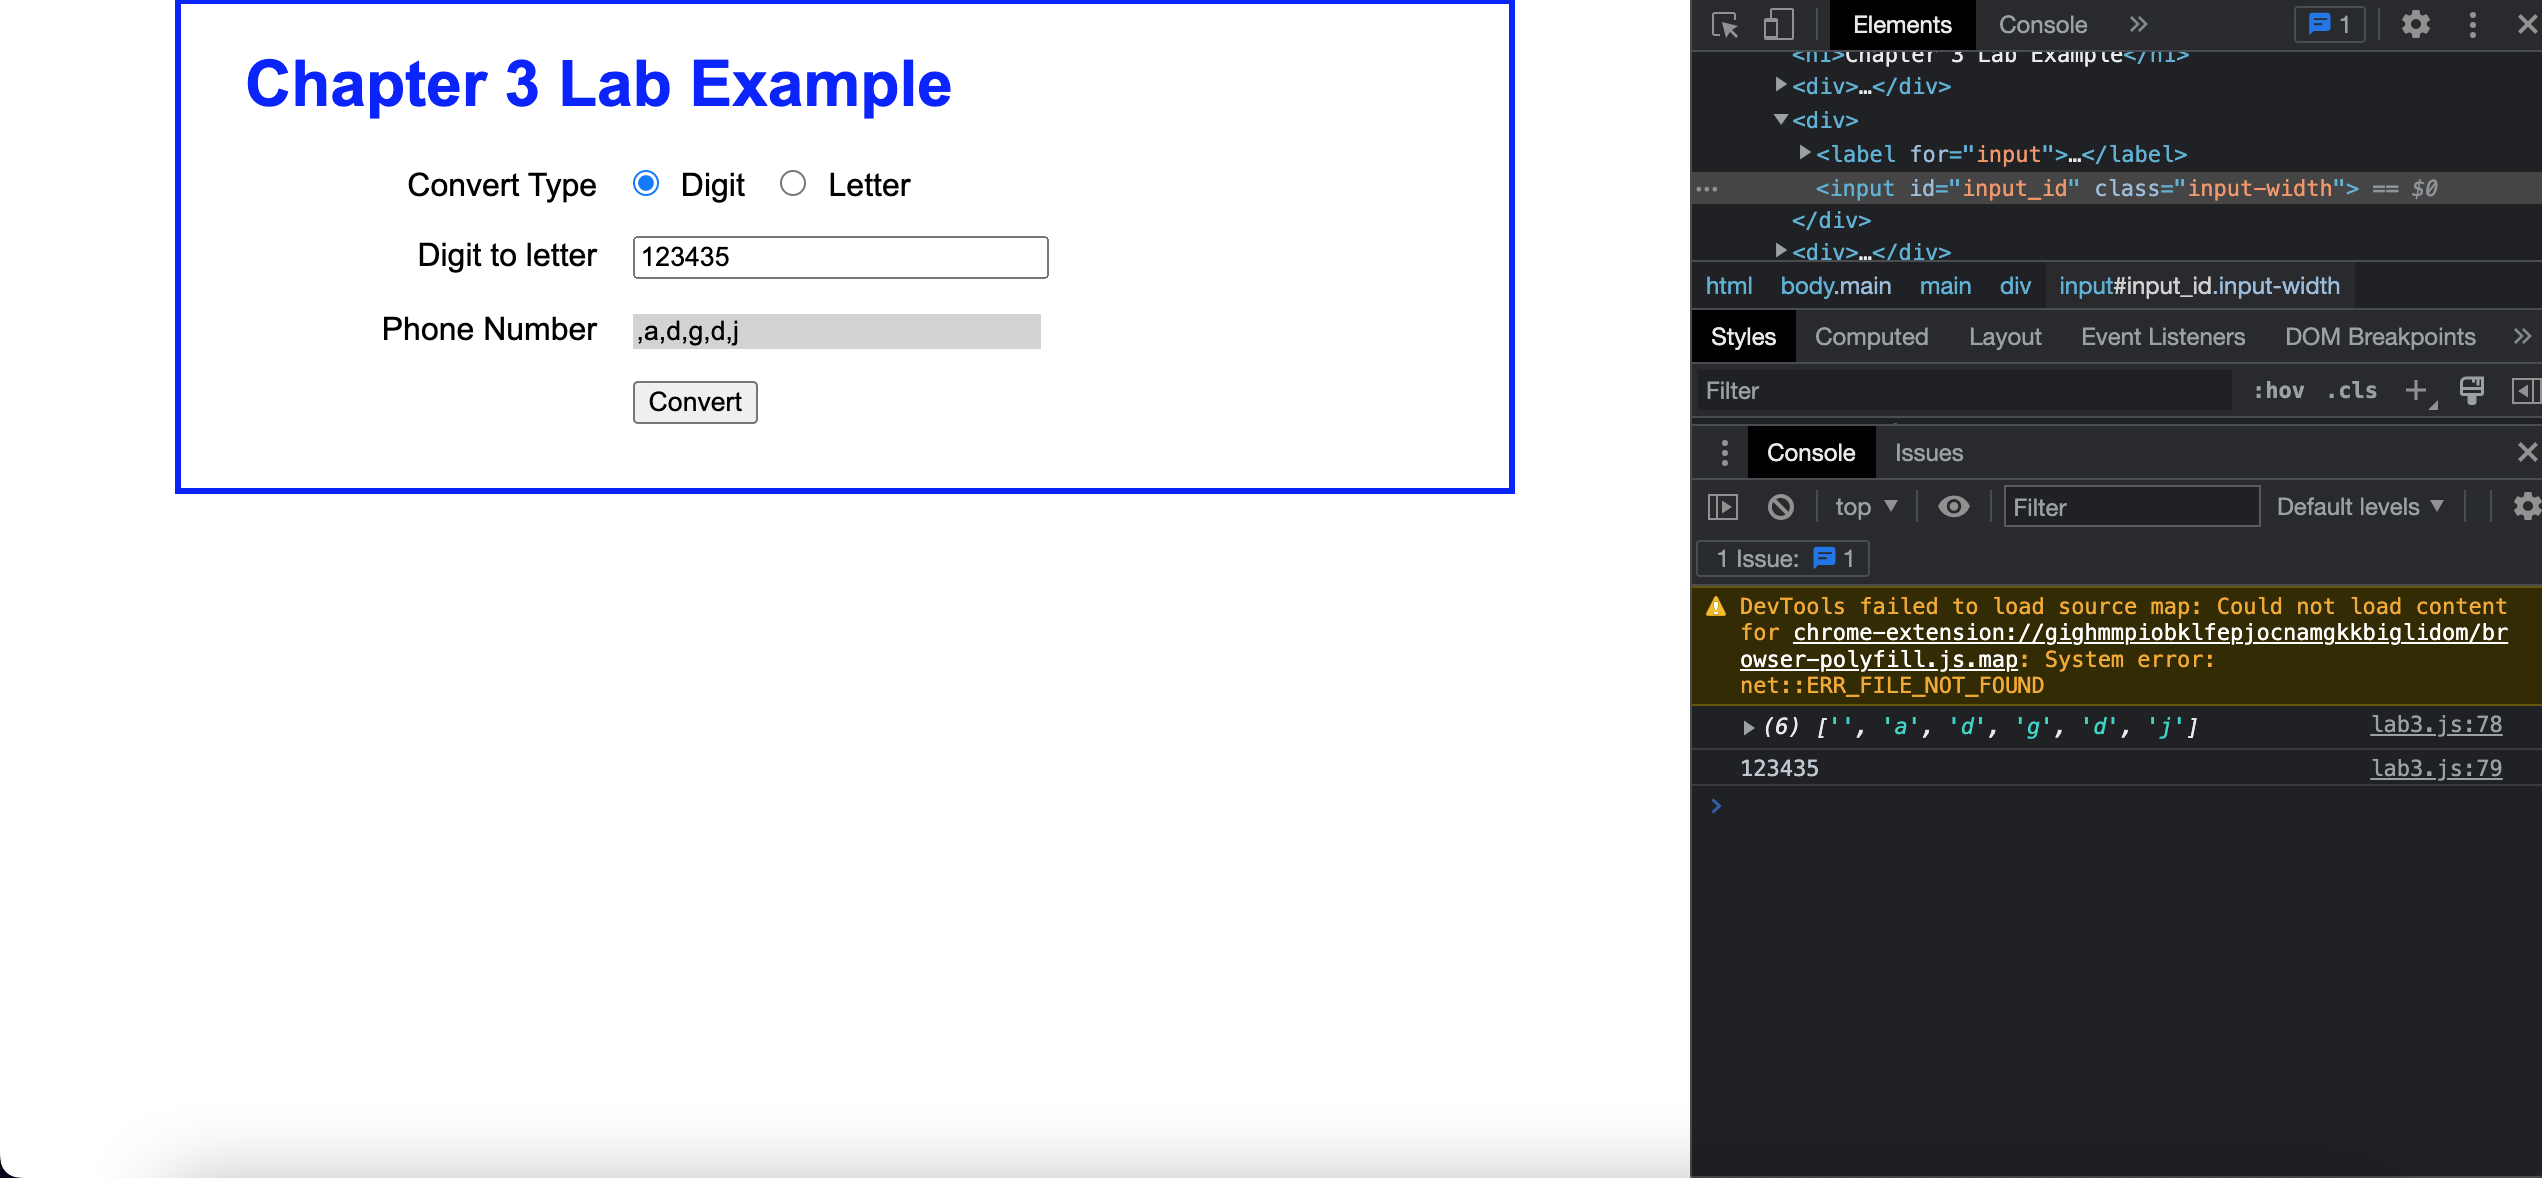 Chapter 3 Lab Example
Convert Type Digit Letter
Digit to letter 123435
Phone Number ,a,d,g,d,j
Convert
Elements Console » 1
<h1>Chapter 3 Lab Example</h1>
<div>…</div>
<div>
<label for="input">…</label>
<input id="input_id" class="input-width"> == $0
</div>
<div>…</div>
html body.main main div input#input_id.input-width
Styles Computed Layout Event Listeners DOM Breakpoints »
Filter :hov .cls +
Console Issues
top Filter Default levels
1 Issue: 1
DevTools failed to load source map: Could not load content
for chrome-extension://gighmmpiobklfepjocnamgkkbiglidom/br
owser-polyfill.js.map: System error:
net::ERR_FILE_NOT_FOUND
(6) ['', 'a', 'd', 'g', 'd', 'j'] lab3.js:78
123435 lab3.js:79